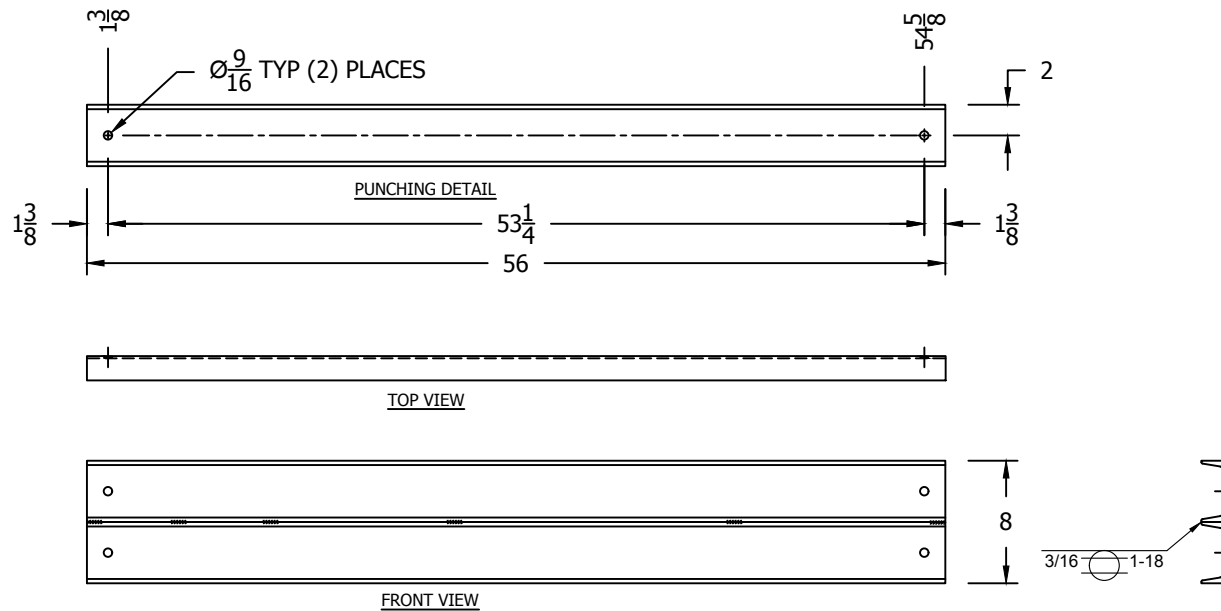 1 3/8
54 5/8
Ø 9/16 TYP (2) PLACES
2
PUNCHING DETAIL
1 3/8
53 1/4
1 3/8
56
TOP VIEW
8
3/16 1-18
FRONT VIEW